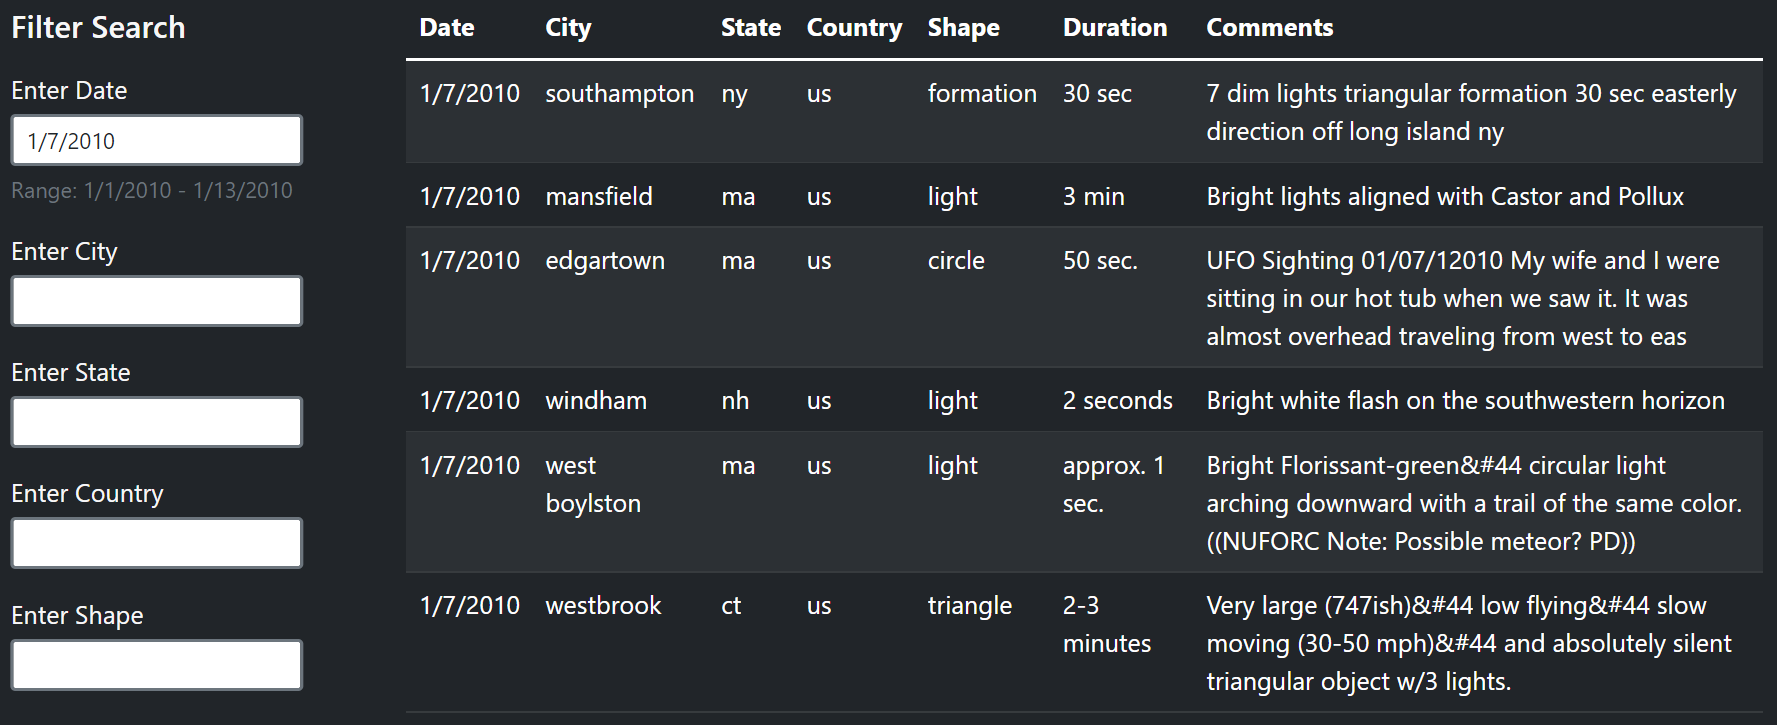 Filter Search
Enter Date
1/7/2010
Range: 1/1/2010 - 1/13/2010
Enter City
Enter State
Enter Country
Enter Shape
Date City State Country Shape Duration Comments
1/7/2010 southampton ny us formation 30 sec 7 dim lights triangular formation 30 sec easterly
direction off long island ny
1/7/2010 mansfield ma us light 3 min Bright lights aligned with Castor and Pollux
1/7/2010 edgartown ma us circle 50 sec. UFO Sighting 01/07/12010 My wife and I were
sitting in our hot tub when we saw it. It was
almost overhead traveling from west to eas
1/7/2010 windham nh us light 2 seconds Bright white flash on the southwestern horizon
1/7/2010 west ma us light approx. 1 Bright Florissant-green&#44 circular light
boylston sec. arching downward with a trail of the same color.
((NUFORC Note: Possible meteor? PD))
1/7/2010 westbrook ct us triangle 2-3 Very large (747ish)&#44 low flying&#44 slow
minutes moving (30-50 mph)&#44 and absolutely silent
triangular object w/3 lights.